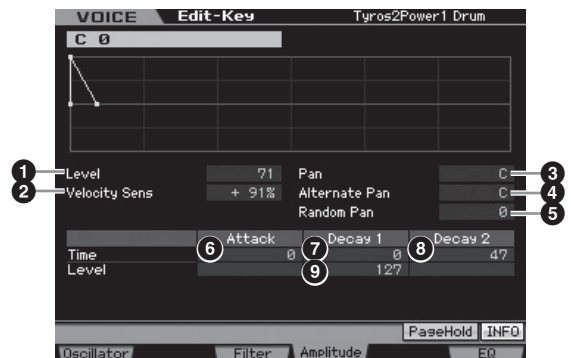 VOICE Edit-Key Tyros2Power1 Drum
C 0
1 Level 71 Pan C 3
2 Velocity Sens + 91% Alternate Pan C 4
Random Pan 0 5
6 Attack 7 Decay 1 8 Decay 2
Time 0 0 47
Level 9 127
PageHold INFO
Oscillator Filter Amplitude EQ